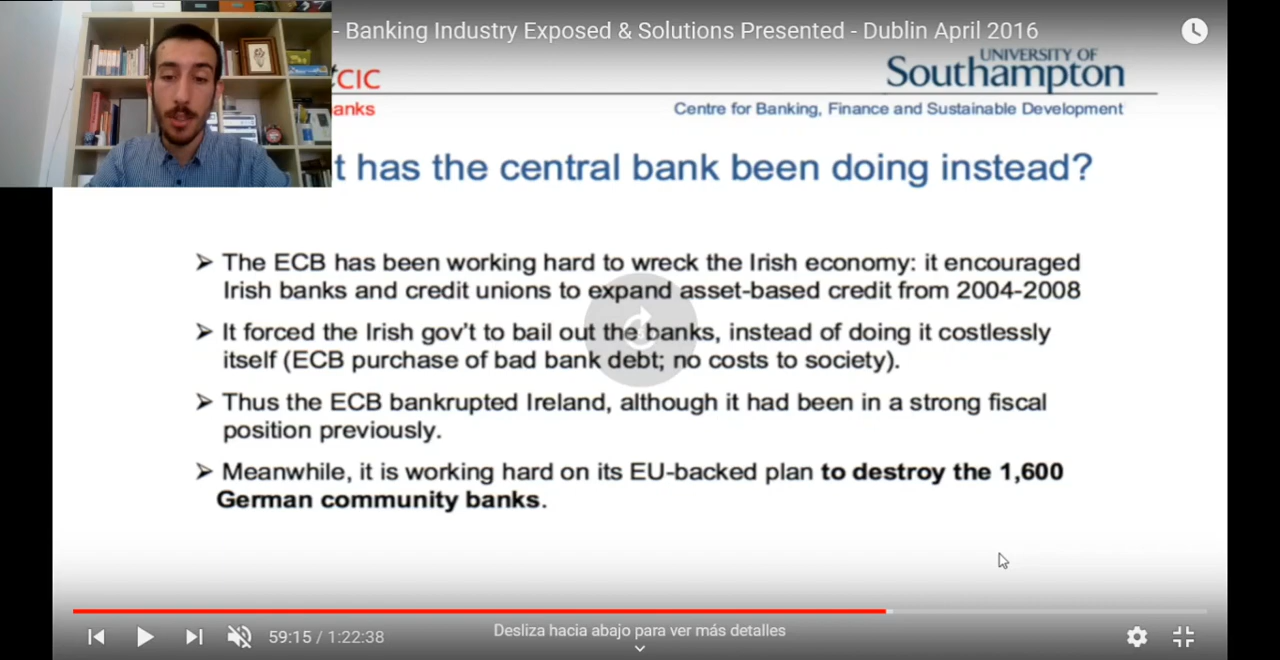 - Banking Industry Exposed & Solutions Presented - Dublin April 2016
CIC
UNIVERSITY OF
Southampton
anks
Centre for Banking, Finance and Sustainable Development
t has the central bank been doing instead?
➢ The ECB has been working hard to wreck the Irish economy: it encouraged
Irish banks and credit unions to expand asset-based credit from 2004-2008
➢ It forced the Irish gov't to bail out the banks, instead of doing it costlessly
itself (ECB purchase of bad bank debt; no costs to society).
➢ Thus the ECB bankrupted Ireland, although it had been in a strong fiscal
position previously.
➢ Meanwhile, it is working hard on its EU-backed plan to destroy the 1,600
German community banks.
59:15 / 1:22:38
Desliza hacia abajo para ver más detalles